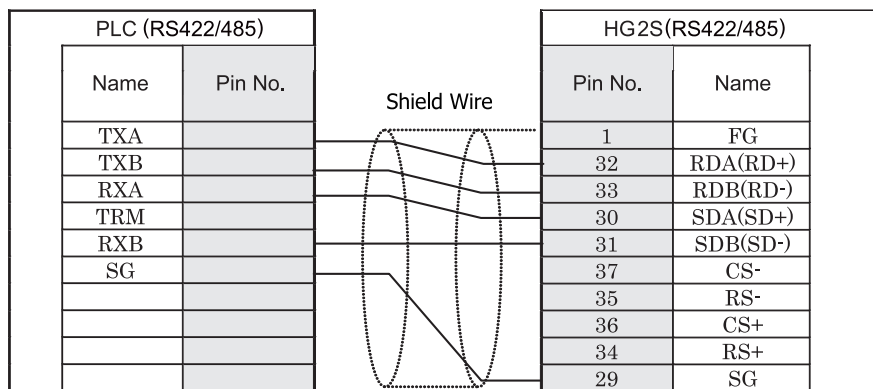 PLC (RS422/485)
HG2S(RS422/485)
Name Pin No.
Shield Wire
Pin No. Name
TXA
1 FG
TXB
32 RDA(RD+)
RXA
33 RDB(RD-)
TRM
30 SDA(SD+)
RXB
31 SDB(SD-)
SG
37 CS-
35 RS-
36 CS+
34 RS+
29 SG